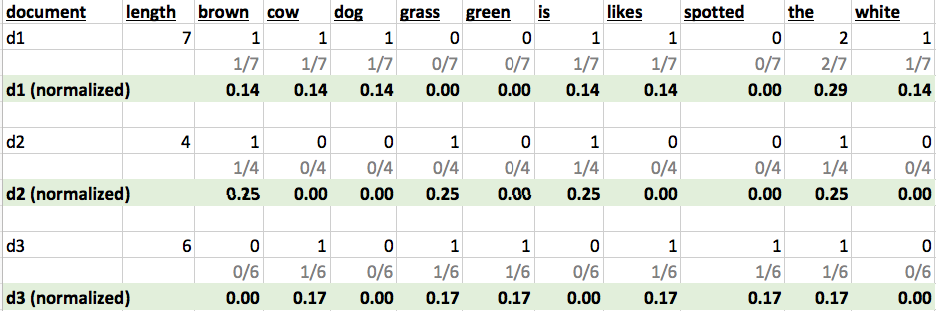 document length brown cow dog grass green is likes spotted the white
d1 7 1 1 1 0 0 1 1 0 2 1
1/7 1/7 1/7 0/7 0/7 1/7 1/7 0/7 2/7 1/7
d1 (normalized) 0.14 0.14 0.14 0.00 0.00 0.14 0.14 0.00 0.29 0.14
d2 4 1 0 0 1 0 1 0 0 1 0
1/4 0/4 0/4 0/4 0/4 1/4 0/4 0/4 1/4 0/4
d2 (normalized) 0.25 0.00 0.00 0.25 0.00 0.25 0.00 0.00 0.25 0.00
d3 6 0 1 0 1 1 0 1 1 1 0
0/6 1/6 0/6 1/6 1/6 0/6 1/6 1/6 1/6 0/6
d3 (normalized) 0.00 0.17 0.00 0.17 0.17 0.00 0.17 0.17 0.17 0.00